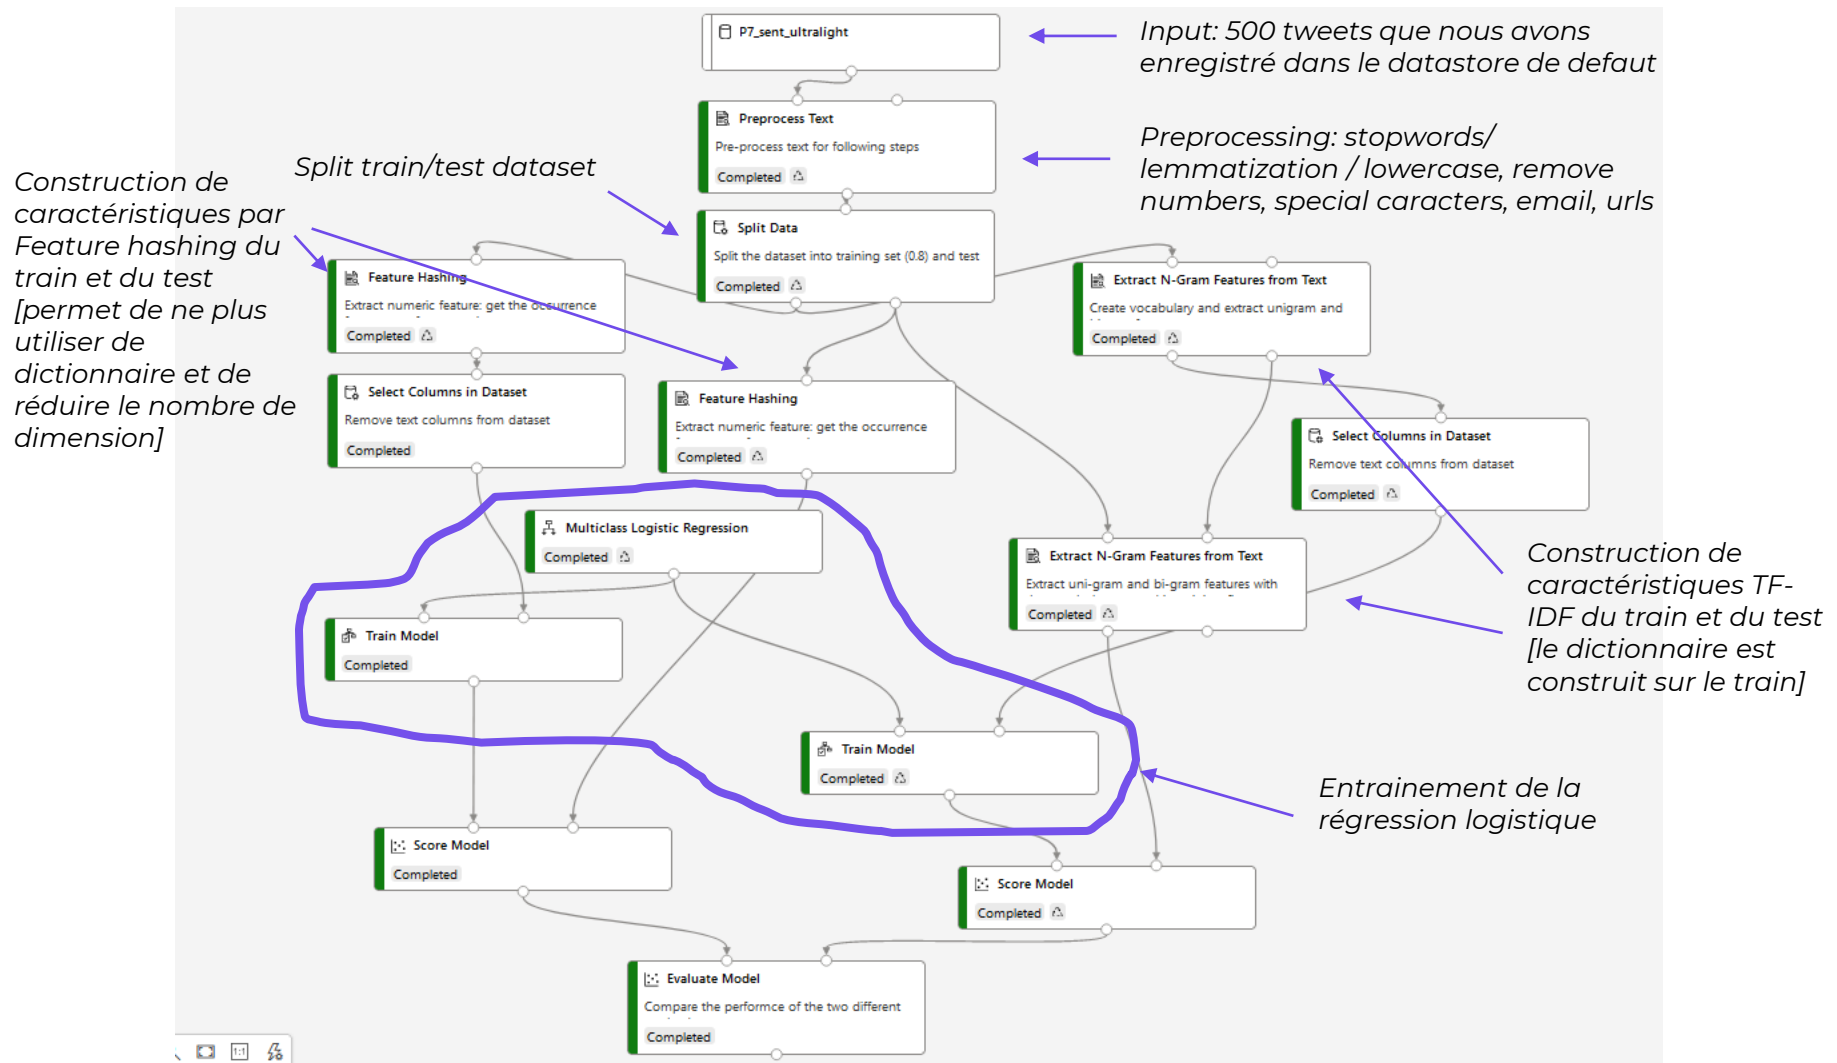 P7_sent_ultralight
Input: 500 tweets que nous avons
enregistré dans le datastore de defaut
Preprocess Text
Pre-process text for following steps
Completed
Preprocessing: stopwords/
lemmatization / lowercase, remove
numbers, special caracters, email, urls
Split train/test dataset
Construction de
caractéristiques par
Feature hashing du
train et du test
[permet de ne plus
utiliser de
dictionnaire et de
réduire le nombre de
dimension]
Split Data
Split the dataset into training set (0.8) and test
Completed
Feature Hashing
Extract numeric feature: get the occurrence
Completed
Extract N-Gram Features from Text
Create vocabulary and extract unigram and
Completed
Select Columns in Dataset
Remove text columns from dataset
Completed
Feature Hashing
Extract numeric feature: get the occurrence
Completed
Select Columns in Dataset
Remove text columns from dataset
Completed
Multiclass Logistic Regression
Completed
Extract N-Gram Features from Text
Extract uni-gram and bi-gram features with
Completed
Construction de
caractéristiques TF-
IDF du train et du test
[le dictionnaire est
construit sur le train]
Train Model
Completed
Train Model
Completed
Entrainement de la
régression logistique
Score Model
Completed
Score Model
Completed
Evaluate Model
Compare the performce of the two different
Completed
1:1